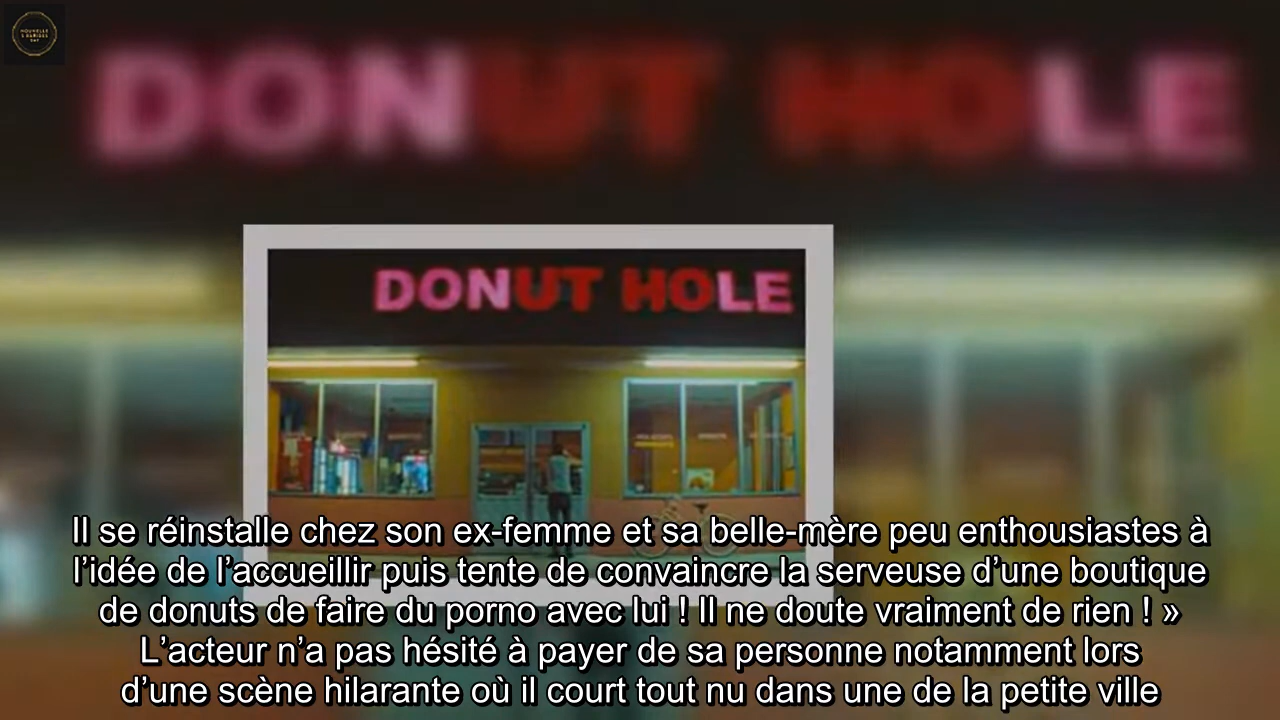 DONUT HOLE
DONUT HOLE
Il se réinstalle chez son ex-femme et sa belle-mère peu enthousiastes à
l’idée de l’accueillir puis tente de convaincre la serveuse d’une boutique
de donuts de faire du porno avec lui ! Il ne doute vraiment de rien ! »
L’acteur n’a pas hésité à payer de sa personne notamment lors
d’une scène hilarante où il court tout nu dans une de la petite ville